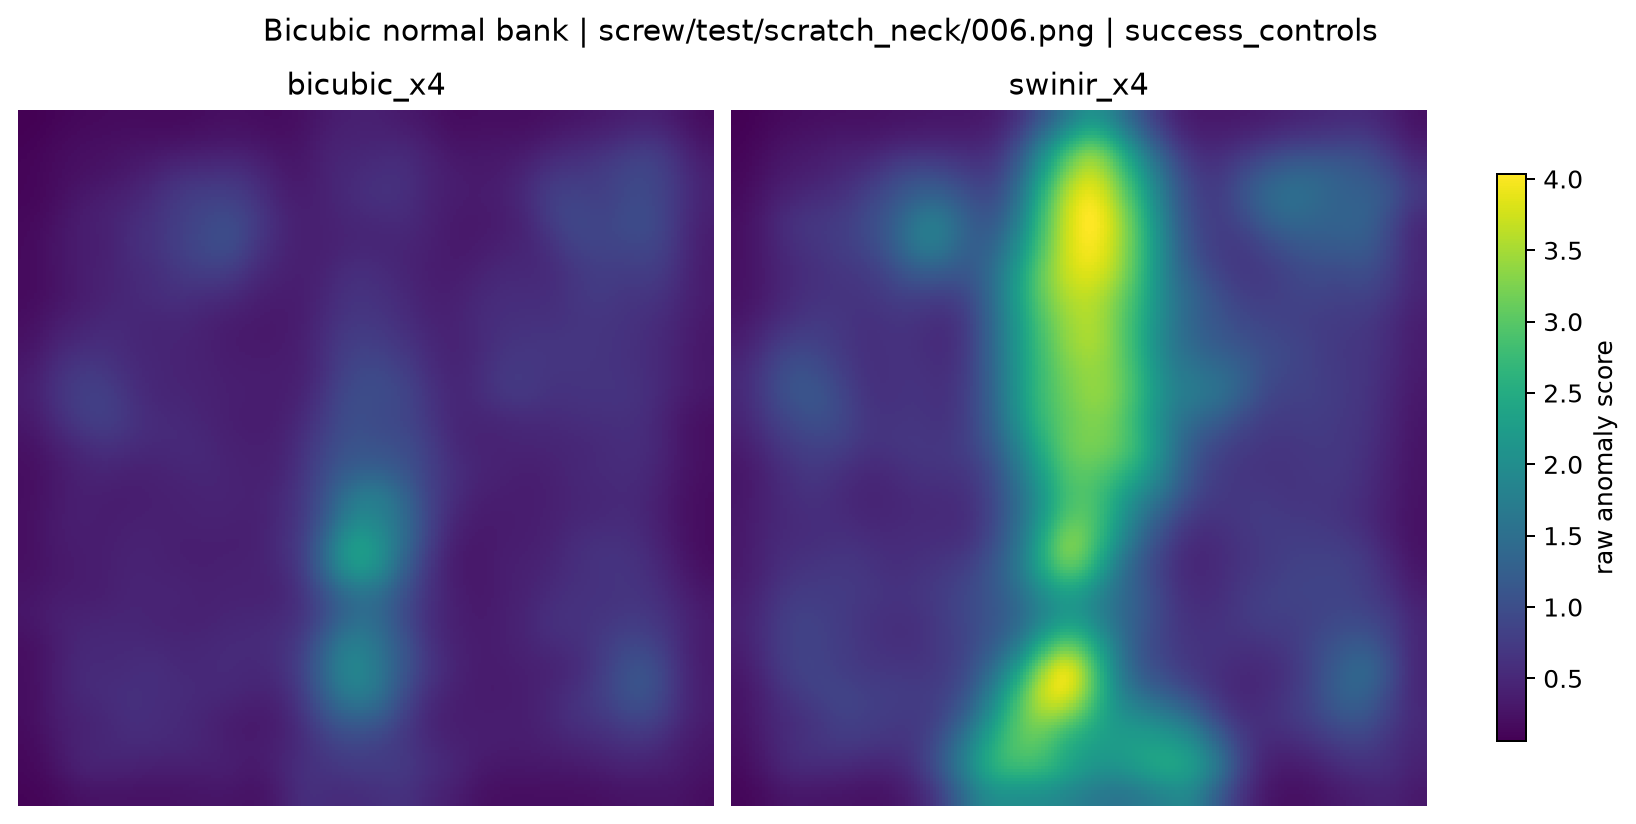 Bicubic normal bank | screw/test/scratch_neck/006.png | success_controls
bicubic_x4
swinir_x4
4.0
3.5
3.0
2.5
2.0
1.5
1.0
0.5
raw anomaly score